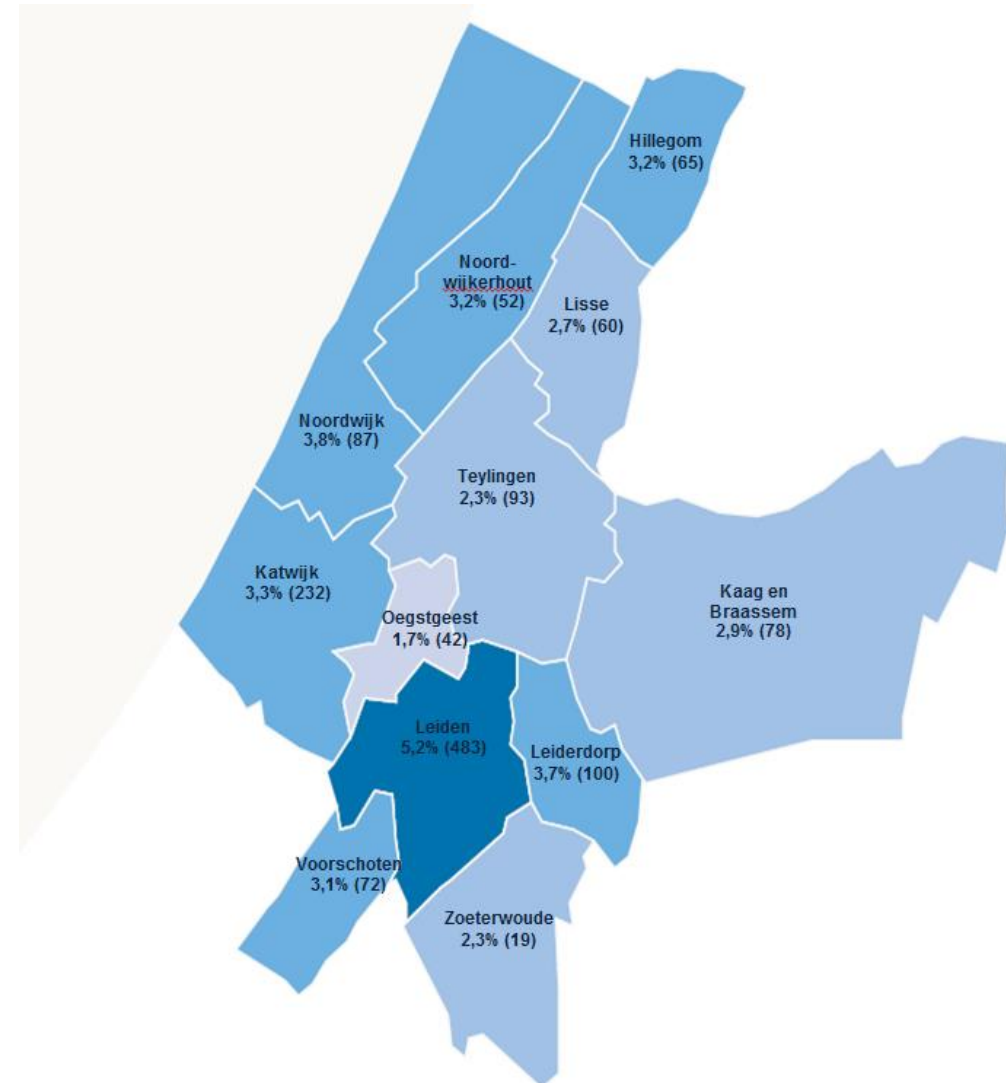 Hillegom
3,2% (65)
Noord-
wijkerhout
3,2% (52)
Lisse
2,7% (60)
Noordwijk
3,8% (87)
Teylingen
2,3% (93)
Katwijk
3,3% (232)
Kaag en
Braassem
2,9% (78)
Oegstgeest
1,7% (42)
Leiden
5,2% (483)
Leiderdorp
3,7% (100)
Voorschoten
3,1% (72)
Zoeterwoude
2,3% (19)